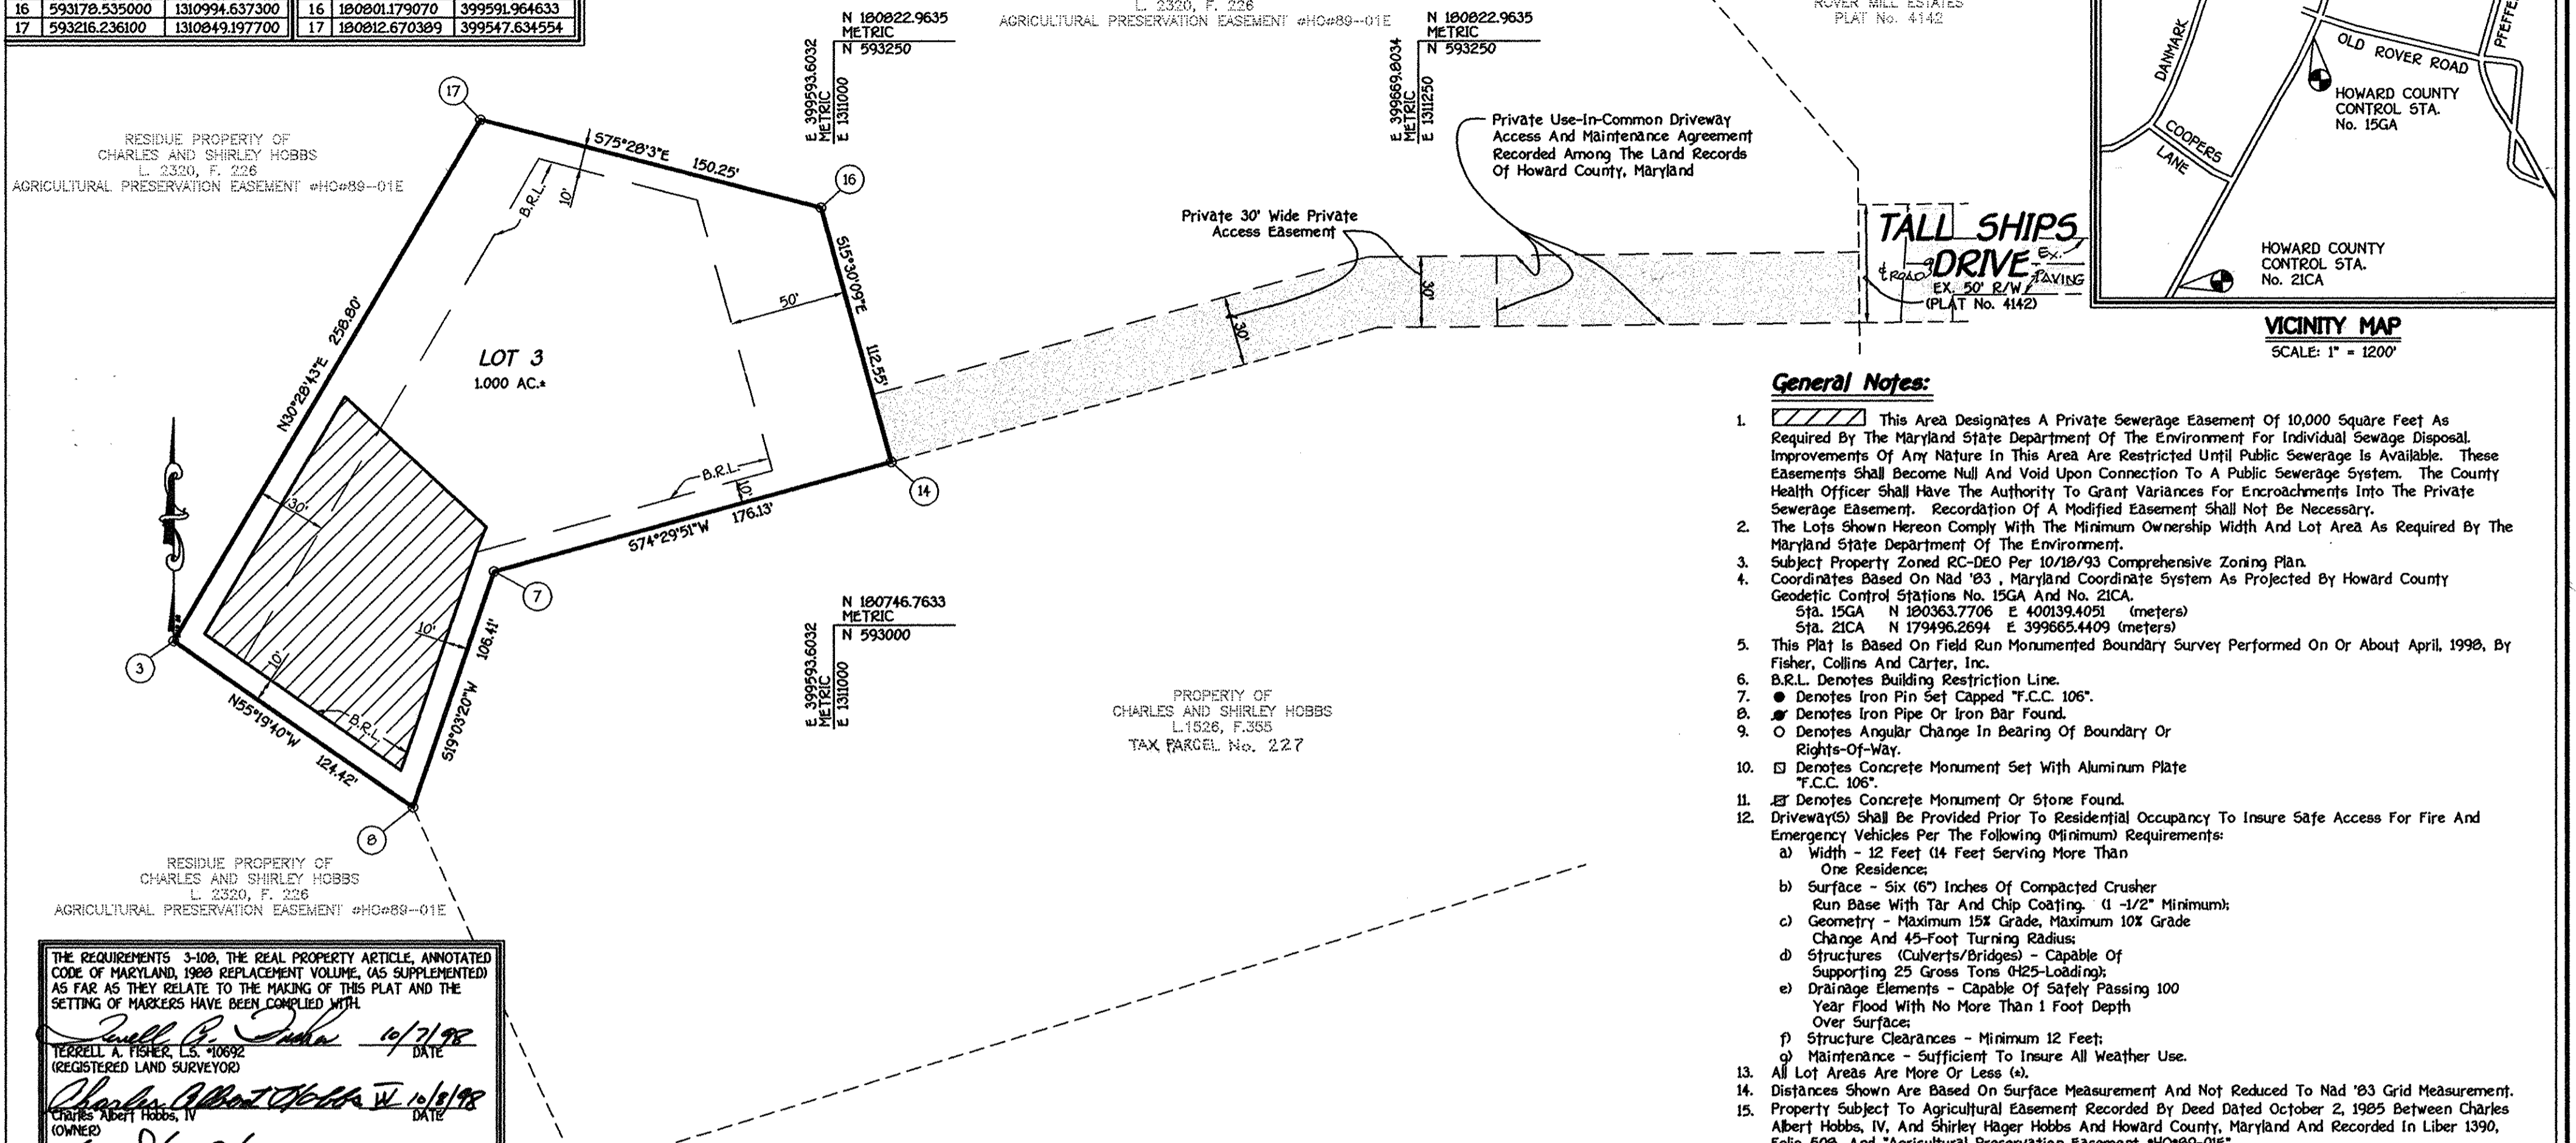 16 593178.535000 1310994.637300 16 180801.179070 399591.964633
17 593216.236100 1310849.197700 17 180812.670389 399547.634554
L. 2320, F. 226
AGRICULTURAL PRESERVATION EASEMENT #HO#89--01E
ROVER MILL ESTATES
PLAT No. 4142
N 180822.9635
METRIC
N 593250
E 399593.6032
METRIC
E 1311000
N 180822.9635
METRIC
N 593250
E 399669.8034
METRIC
E 1311250
RESIDUE PROPERTY OF
CHARLES AND SHIRLEY HOBBS
L. 2320, F. 226
AGRICULTURAL PRESERVATION EASEMENT #HO#89--01E
17
S75°28'3"E 150.25'
16
B.R.L.
10'
S15°30'09"E
112.55'
50'
N30°28'43"E 258.80'
LOT 3
1.000 AC.±
B.R.L.
10'
14
S74°29'51"W 176.13'
30'
7
10'
S19°03'20"W 106.41'
3
10'
B.R.L.
N55°19'40"W 124.42'
8
Private 30' Wide Private
Access Easement
30'
30'
Private Use-In-Common Driveway
Access And Maintenance Agreement
Recorded Among The Land Records
Of Howard County, Maryland
TALL SHIPS
DRIVE
℄ ROAD
EX.
PAVING
EX. 50' R/W
(PLAT No. 4142)
DANMARK
OLD ROVER ROAD
PFEFFE
COOPERS
LANE
HOWARD COUNTY
CONTROL STA.
No. 15GA
HOWARD COUNTY
CONTROL STA.
No. 21CA
VICINITY MAP
SCALE: 1" = 1200'
N 180746.7633
METRIC
N 593000
E 399593.6032
METRIC
E 1311000
PROPERTY OF
CHARLES AND SHIRLEY HOBBS
L.1526, F.355
TAX PARCEL No. 227
RESIDUE PROPERTY OF
CHARLES AND SHIRLEY HOBBS
L. 2320, F. 226
AGRICULTURAL PRESERVATION EASEMENT #HO#89--01E
THE REQUIREMENTS 3-108, THE REAL PROPERTY ARTICLE, ANNOTATED
CODE OF MARYLAND, 1988 REPLACEMENT VOLUME, (AS SUPPLEMENTED)
AS FAR AS THEY RELATE TO THE MAKING OF THIS PLAT AND THE
SETTING OF MARKERS HAVE BEEN COMPLIED WITH.
Terrell A. Fisher 10/7/98
TERRELL A. FISHER, L.S. #10692 DATE
(REGISTERED LAND SURVEYOR)
Charles Albert Hobbs IV 10/8/98
Charles Albert Hobbs, IV DATE
(OWNER)
General Notes:
1. This Area Designates A Private Sewerage Easement Of 10,000 Square Feet As
Required By The Maryland State Department Of The Environment For Individual Sewage Disposal.
Improvements Of Any Nature In This Area Are Restricted Until Public Sewerage Is Available. These
Easements Shall Become Null And Void Upon Connection To A Public Sewerage System. The County
Health Officer Shall Have The Authority To Grant Variances For Encroachments Into The Private
Sewerage Easement. Recordation Of A Modified Easement Shall Not Be Necessary.
2. The Lots Shown Hereon Comply With The Minimum Ownership Width And Lot Area As Required By The
Maryland State Department Of The Environment.
3. Subject Property Zoned RC-DEO Per 10/18/93 Comprehensive Zoning Plan.
4. Coordinates Based On Nad '83 , Maryland Coordinate System As Projected By Howard County
Geodetic Control Stations No. 15GA And No. 21CA.
Sta. 15GA N 180363.7706 E 400139.4051 (meters)
Sta. 21CA N 179496.2694 E 399665.4409 (meters)
5. This Plat Is Based On Field Run Monumented Boundary Survey Performed On Or About April, 1998, By
Fisher, Collins And Carter, Inc.
6. B.R.L. Denotes Building Restriction Line.
7. ● Denotes Iron Pin Set Capped "F.C.C. 106".
8. Denotes Iron Pipe Or Iron Bar Found.
9. ○ Denotes Angular Change In Bearing Of Boundary Or
Rights-Of-Way.
10. Denotes Concrete Monument Set With Aluminum Plate
"F.C.C. 106".
11. Denotes Concrete Monument Or Stone Found.
12. Driveway(S) Shall Be Provided Prior To Residential Occupancy To Insure Safe Access For Fire And
Emergency Vehicles Per The Following (Minimum) Requirements:
a) Width - 12 Feet (14 Feet Serving More Than
One Residence;
b) Surface - Six (6") Inches Of Compacted Crusher
Run Base With Tar And Chip Coating. (1 -1/2" Minimum);
c) Geometry - Maximum 15% Grade, Maximum 10% Grade
Change And 45-Foot Turning Radius;
d) Structures (Culverts/Bridges) - Capable Of
Supporting 25 Gross Tons (H25-Loading);
e) Drainage Elements - Capable Of Safely Passing 100
Year Flood With No More Than 1 Foot Depth
Over Surface;
f) Structure Clearances - Minimum 12 Feet;
g) Maintenance - Sufficient To Insure All Weather Use.
13. All Lot Areas Are More Or Less (±).
14. Distances Shown Are Based On Surface Measurement And Not Reduced To Nad '83 Grid Measurement.
15. Property Subject To Agricultural Easement Recorded By Deed Dated October 2, 1985 Between Charles
Albert Hobbs, IV, And Shirley Hager Hobbs And Howard County, Maryland And Recorded In Liber 1390,
Folio 508, And "Agricultural Preservation Easement #HO#89-01E".